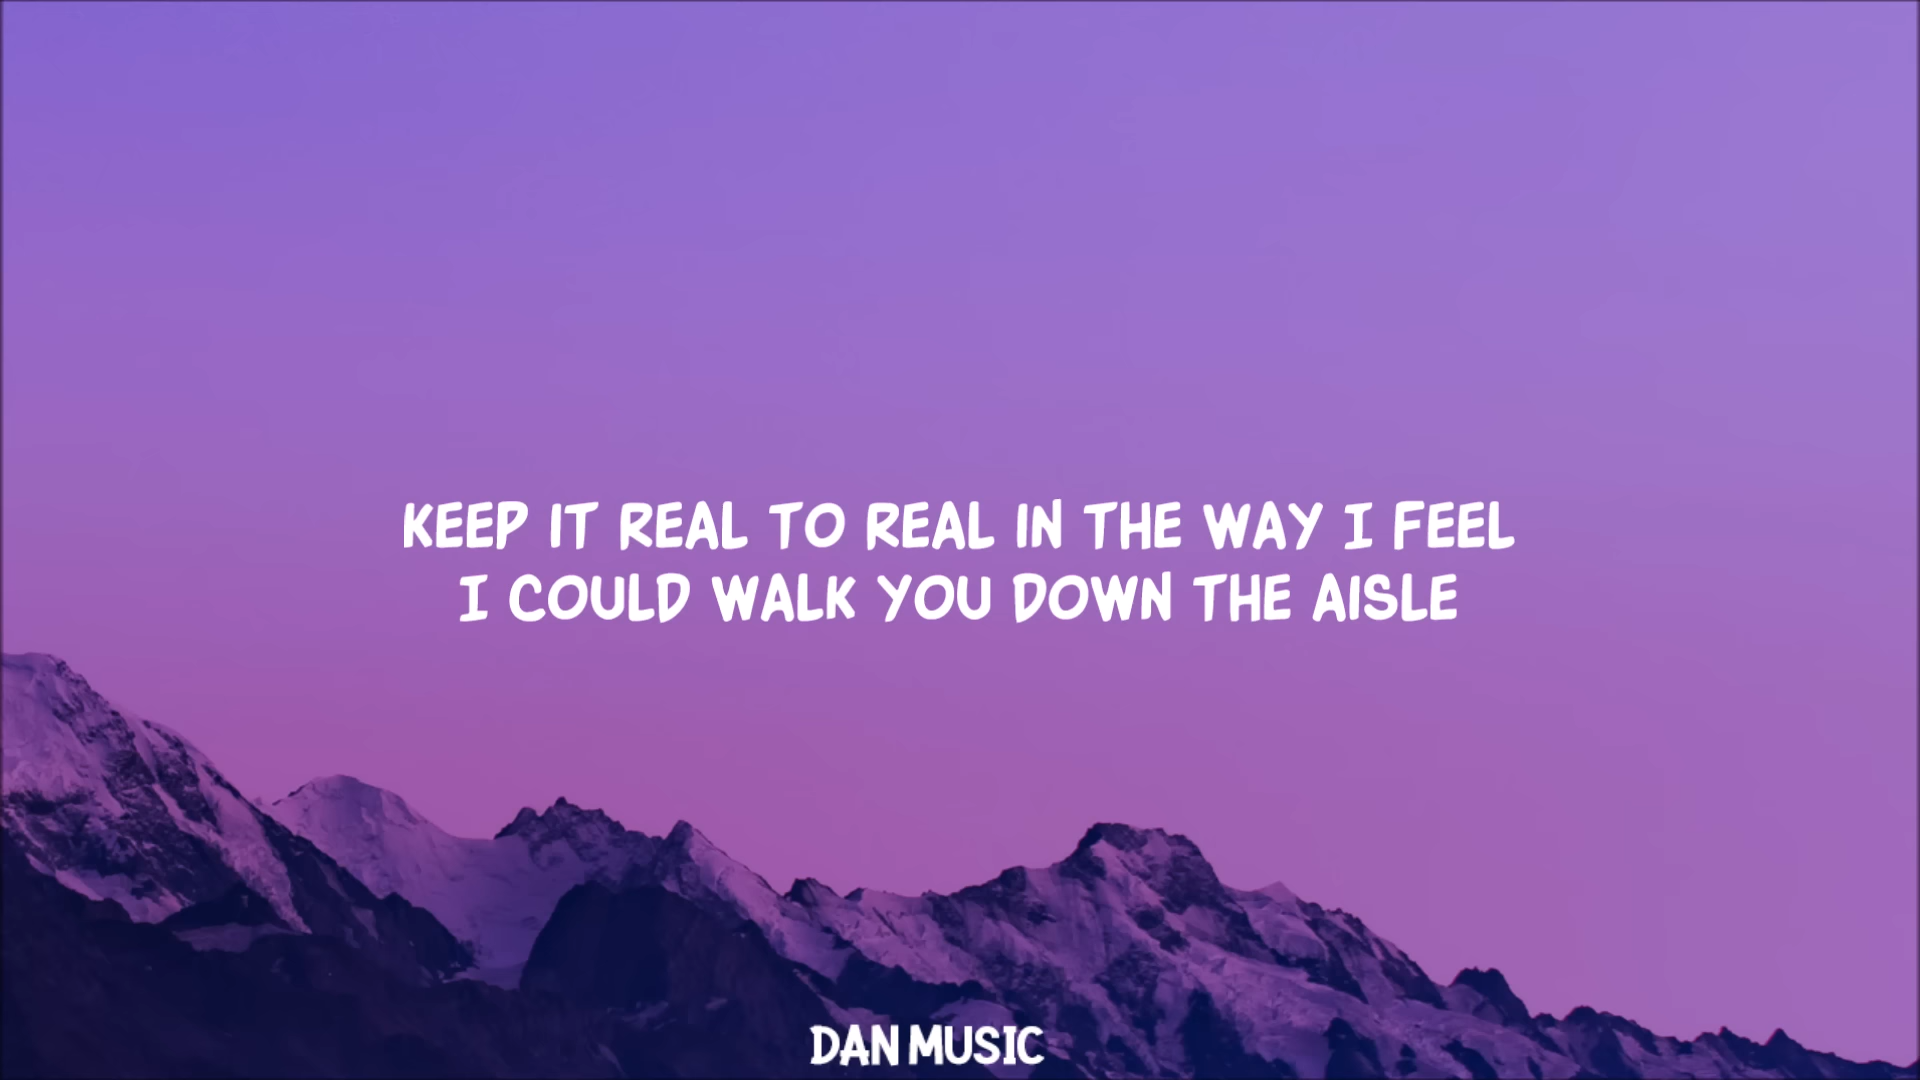 KEEP IT REAL TO REAL IN THE WAY I FEEL
I COULD WALK YOU DOWN THE AISLE
DAN MUSIC